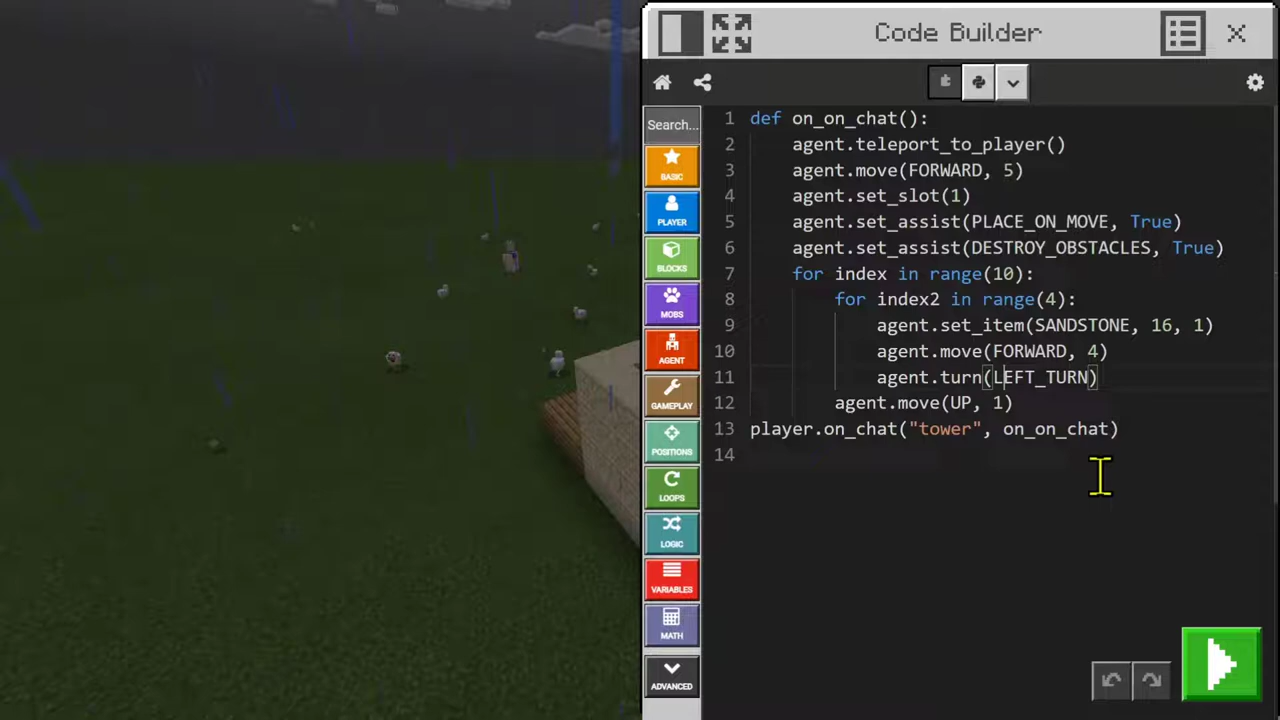 Code Builder
Search...
BASIC
PLAYER
BLOCKS
MOBS
AGENT
GAMEPLAY
POSITIONS
LOOPS
LOGIC
VARIABLES
MATH
ADVANCED
1 def on_on_chat():
2 agent.teleport_to_player()
3 agent.move(FORWARD, 5)
4 agent.set_slot(1)
5 agent.set_assist(PLACE_ON_MOVE, True)
6 agent.set_assist(DESTROY_OBSTACLES, True)
7 for index in range(10):
8 for index2 in range(4):
9 agent.set_item(SANDSTONE, 16, 1)
10 agent.move(FORWARD, 4)
11 agent.turn(LEFT_TURN)
12 agent.move(UP, 1)
13 player.on_chat("tower", on_on_chat)
14